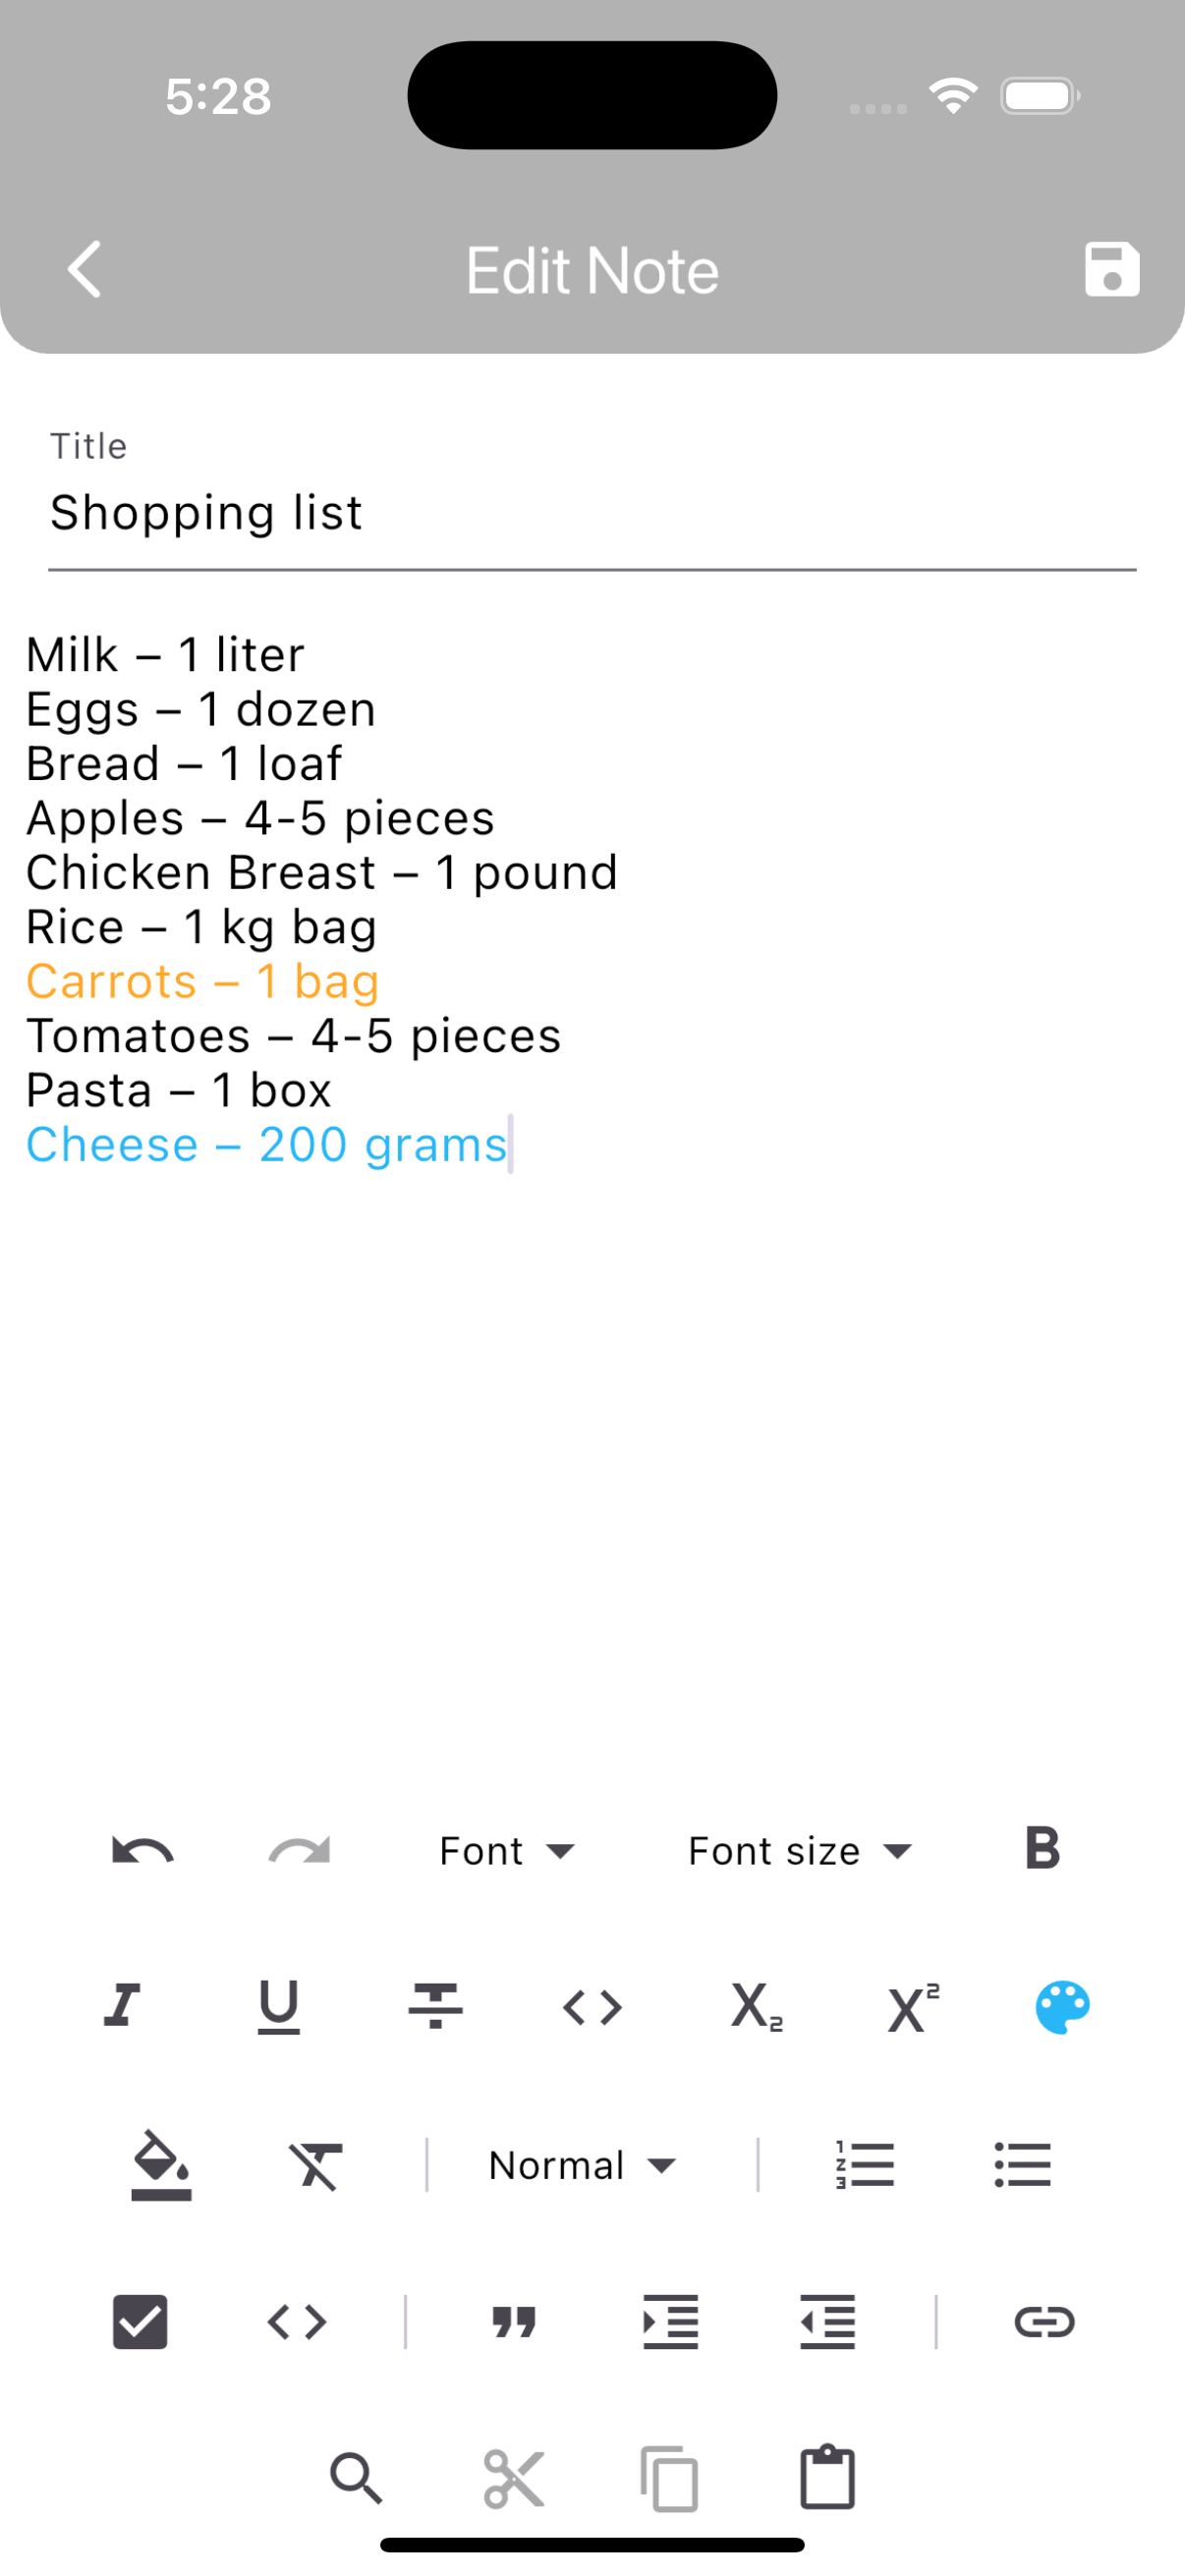 5:28
Edit Note
Title
Shopping list
Milk – 1 liter
Eggs – 1 dozen
Bread – 1 loaf
Apples – 4-5 pieces
Chicken Breast – 1 pound
Rice – 1 kg bag
Carrots – 1 bag
Tomatoes – 4-5 pieces
Pasta – 1 box
Cheese – 200 grams
Font Font size B
I U X₂ X²
Normal